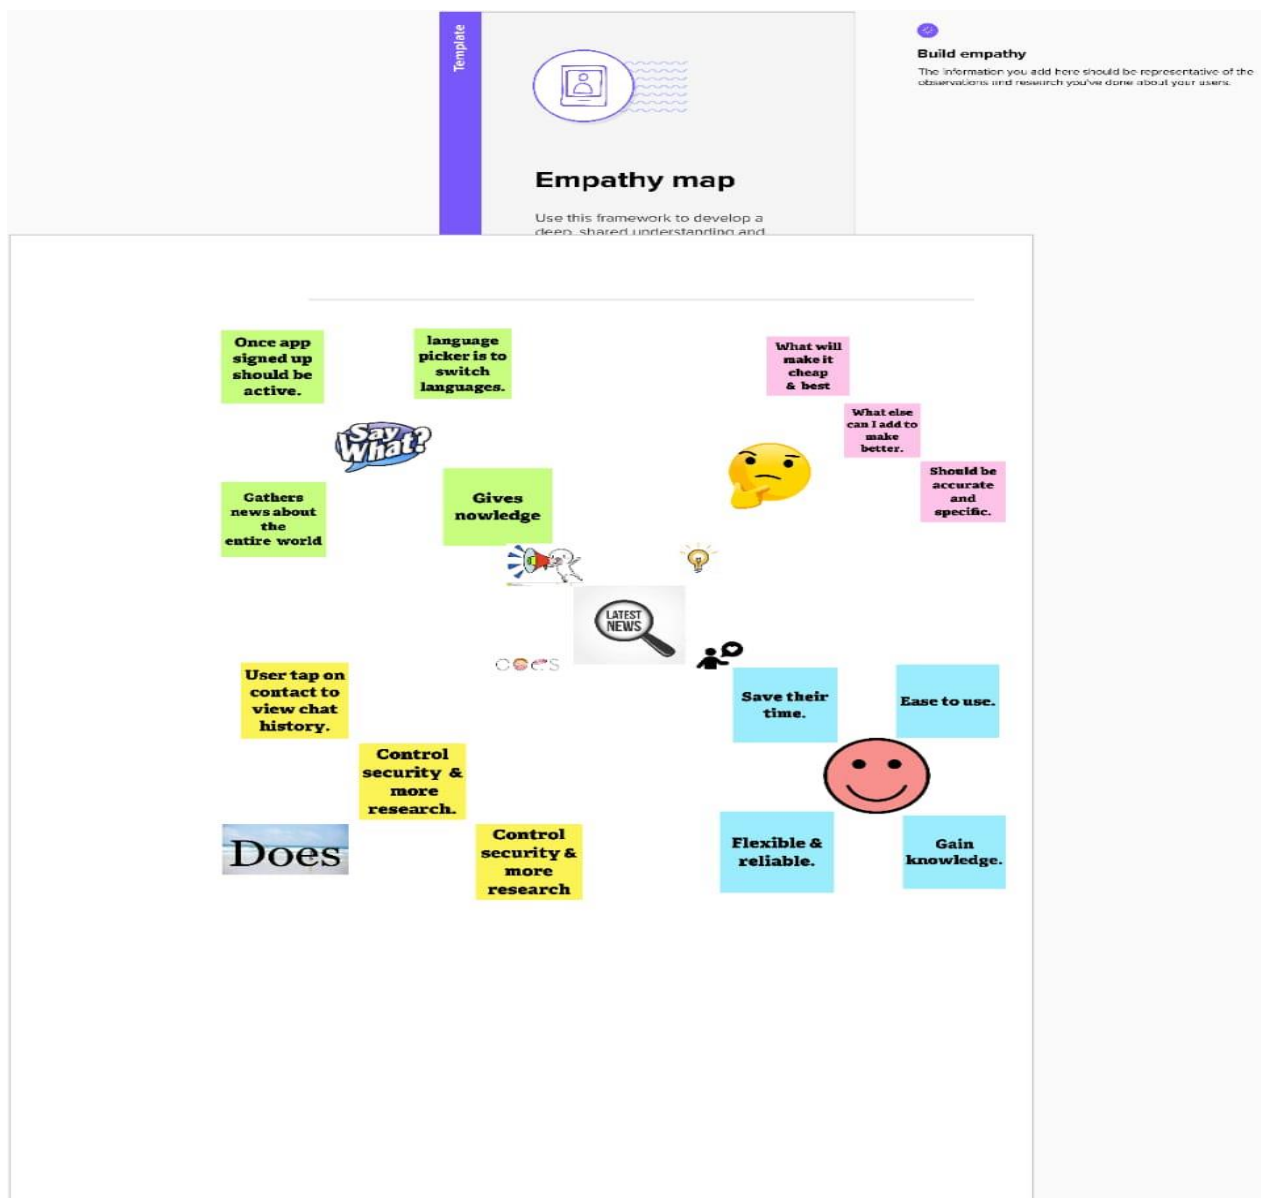 Template
Build empathy
The information you add here should be representative of the
observations and research you've done about your users.
Empathy map
Use this framework to develop a
deep, shared understanding and
Once app
signed up
should be
active.
language
picker is to
switch
languages.
What will
make it
cheap
& best
What else
can I add to
make
better.
Say
What?
Should be
accurate
and
specific.
Gathers
news about
the
entire world
Gives
nowledge
LATEST
NEWS
User tap on
contact to
view chat
history.
Save their
time.
Ease to use.
Control
security &
more
research.
Does
Control
security &
more
research
Flexible &
reliable.
Gain
knowledge.